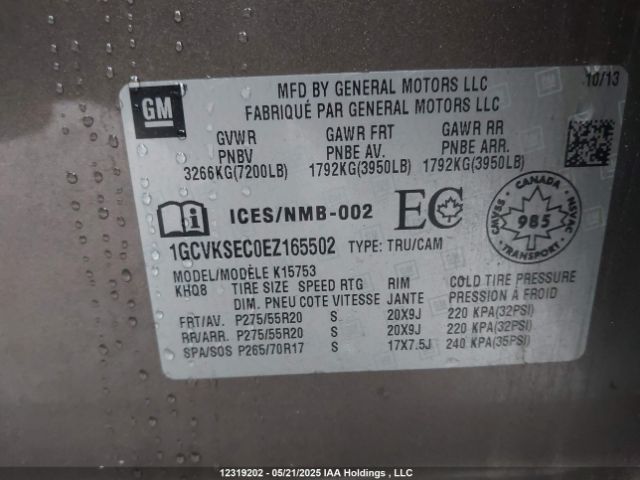 GM
MFD BY GENERAL MOTORS LLC
10/13
FABRIQUÉ PAR GENERAL MOTORS LLC
GVWR GAWR FRT GAWR RR
PNBV PNBE AV. PNBE ARR.
3266KG(7200LB) 1792KG(3950LB) 1792KG(3950LB)
ICES/NMB-002 EC
CANADA
CMVSS NSVAC
985
TRANSPORT
1GCVKSEC0EZ165502 TYPE: TRU/CAM
MODEL/MODÈLE K15753
KHQ8 TIRE SIZE SPEED RTG RIM COLD TIRE PRESSURE
DIM. PNEU COTE VITESSE JANTE PRESSION À FROID
FRT/AV. P275/55R20 S 20X9J 220 KPA(32PSI)
RR/ARR. P275/55R20 S 20X9J 220 KPA(32PSI)
SPA/SOS P265/70R17 S 17X7.5J 240 KPA(35PSI)
12319202 - 05/21/2025 IAA Holdings , LLC